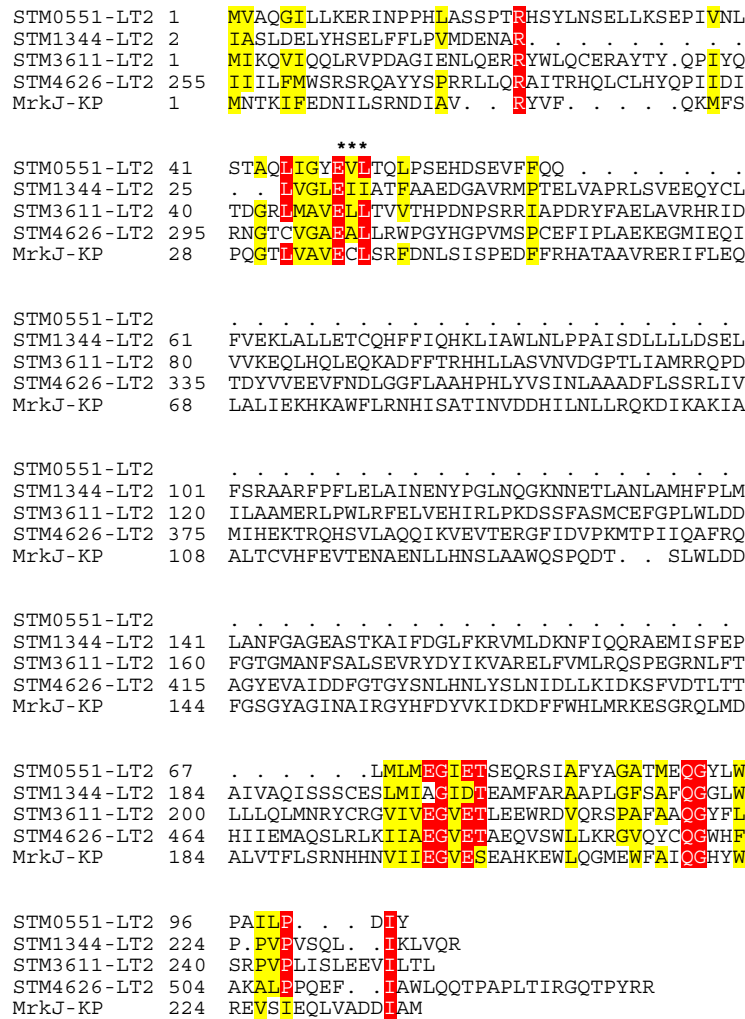 STM0551-LT2 1 MVAQGILLKERINPPHLASSPTRHSYLNSELLKSEPIVNL
STM1344-LT2 2 IASLDELYHSELFFLPVMDENAR. . . . . . . . .
STM3611-LT2 1 MIKQVIQQLRVPDAGIENLQERRYWLQCERAYTY.QPIYQ
STM4626-LT2 255 IIILFMWSRSRQAYYSPRRLLQRAITRHQLCLHYQPIIDI
MrkJ-KP 1 MNTKIFEDNILSRNDIAV. . RYVF. . . . .QKMFS
***
STM0551-LT2 41 STAQLIGYEVLTQLPSEHDSEVFFQQ . . . . . . .
STM1344-LT2 25 . . LVGLEIIATFAAEDGAVRMPTELVAPRLSVEEQYCL
STM3611-LT2 40 TDGRLMAVELLTVVTHPDNPSRRIAPDRYFAELAVRHRID
STM4626-LT2 295 RNGTCVGAEALLRWPGYHGPVMSPCEFIPLAEKEGMIEQI
MrkJ-KP 28 PQGTLVAVECLSRFDNLSISPEDFFRHATAAVRERIFLEQ
STM0551-LT2 . . . . . . . . . . . . . . . . . . . .
STM1344-LT2 61 FVEKLALLETCQHFFIQHKLIAWLNLPPAISDLLLLDSEL
STM3611-LT2 80 VVKEQLHQLEQKADFFTRHHLLASVNVDGPTLIAMRRQPD
STM4626-LT2 335 TDYVVEEVFNDLGGFLAAHPHLYVSINLAAADFLSSRLIV
MrkJ-KP 68 LALIEKHKAWFLRNHISATINVDDHILNLLRQKDIKAKIA
STM0551-LT2 . . . . . . . . . . . . . . . . . . . .
STM1344-LT2 101 FSRAARFPFLELAINENYPGLNQGKNNETLANLAMHFPLM
STM3611-LT2 120 ILAAMERLPWLRFELVEHIRLPKDSSFASMCEFGPLWLDD
STM4626-LT2 375 MIHEKTRQHSVLAQQIKVEVTERGFIDVPKMTPIIQAFRQ
MrkJ-KP 108 ALTCVHFEVTENAENLLHNSLAAWQSPQDT. . SLWLDD
STM0551-LT2 . . . . . . . . . . . . . . . . . . . .
STM1344-LT2 141 LANFGAGEASTKAIFDGLFKRVMLDKNFIQQRAEMISFEP
STM3611-LT2 160 FGTGMANFSALSEVRYDYIKVARELFVMLRQSPEGRNLFT
STM4626-LT2 415 AGYEVAIDDFGTGYSNLHNLYSLNIDLLKIDKSFVDTLTT
MrkJ-KP 144 FGSGYAGINAIRGYHFDYVKIDKDFFWHLMRKESGRQLMD
STM0551-LT2 67 . . . . . .LMLMEGIETSEQRSIAFYAGATMEQGYLW
STM1344-LT2 184 AIVAQISSSCESLMIAGIDTEAMFARAAPLGFSAFQGGLW
STM3611-LT2 200 LLLQLMNRYCRGVIVEGVETLEEWRDVQRSPAFAAQGYFL
STM4626-LT2 464 HIIEMAQSLRLKIIAEGVETAEQVSWLLKRGVQYCQGWHF
MrkJ-KP 184 ALVTFLSRNHHNVIIEGVESEAHKEWLQGMEWFAIQGHYW
STM0551-LT2 96 PAILP. . . DIY
STM1344-LT2 224 P.PVPVSQL. .IKLVQR
STM3611-LT2 240 SRPVPLISLEEVILTL
STM4626-LT2 504 AKALPPQEF. .IAWLQQTPAPLTIRGQTPYRR
MrkJ-KP 224 REVSIEQLVADDIAM